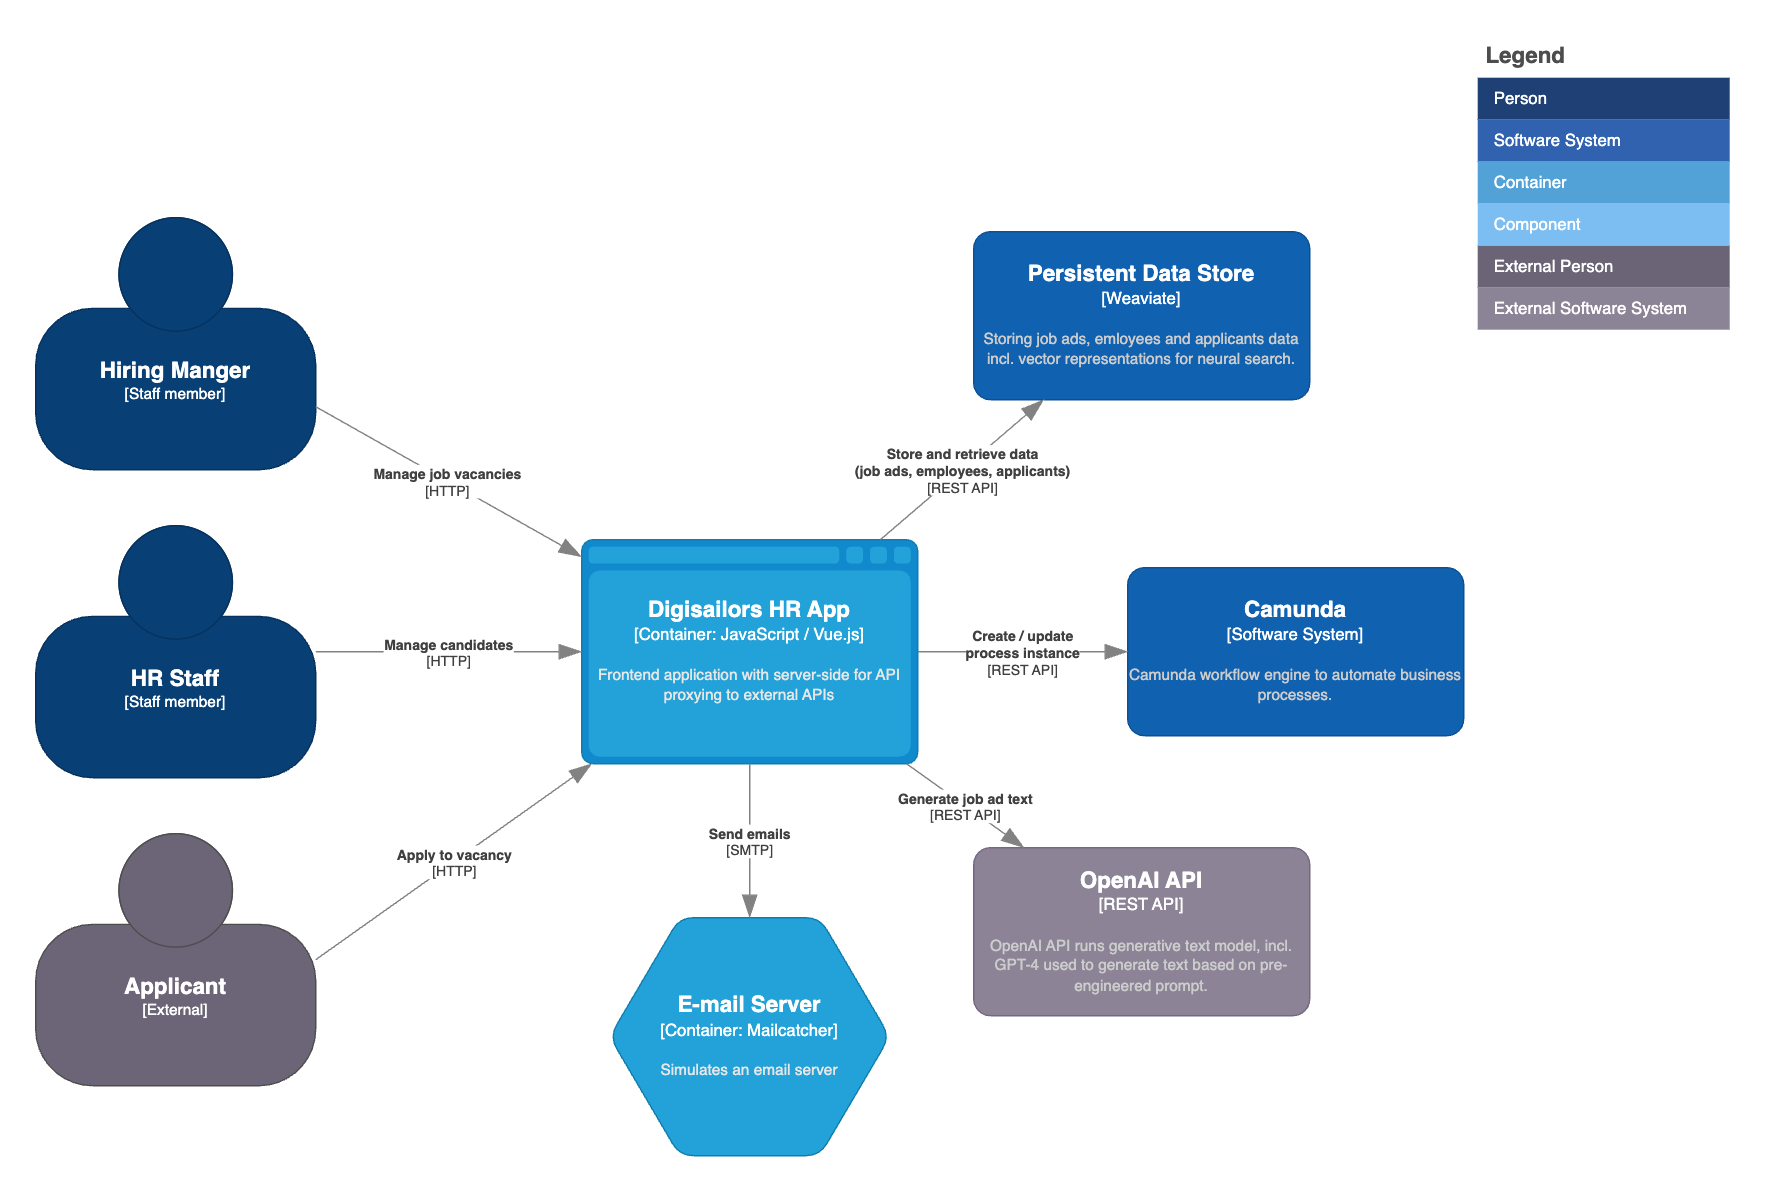 Legend
Person
Software System
Container
Component
External Person
External Software System
Hiring Manger
[Staff member]
HR Staff
[Staff member]
Applicant
[External]
Manage job vacancies
[HTTP]
Manage candidates
[HTTP]
Apply to vacancy
[HTTP]
Digisailors HR App
[Container: JavaScript / Vue.js]
Frontend application with server-side for API
proxying to external APIs
Send emails
[SMTP]
E-mail Server
[Container: Mailcatcher]
Simulates an email server
Store and retrieve data
(job ads, employees, applicants)
[REST API]
Persistent Data Store
[Weaviate]
Storing job ads, emloyees and applicants data
incl. vector representations for neural search.
Create / update
process instance
[REST API]
Camunda
[Software System]
Camunda workflow engine to automate business
processes.
Generate job ad text
[REST API]
OpenAI API
[REST API]
OpenAI API runs generative text model, incl.
GPT-4 used to generate text based on pre-
engineered prompt.